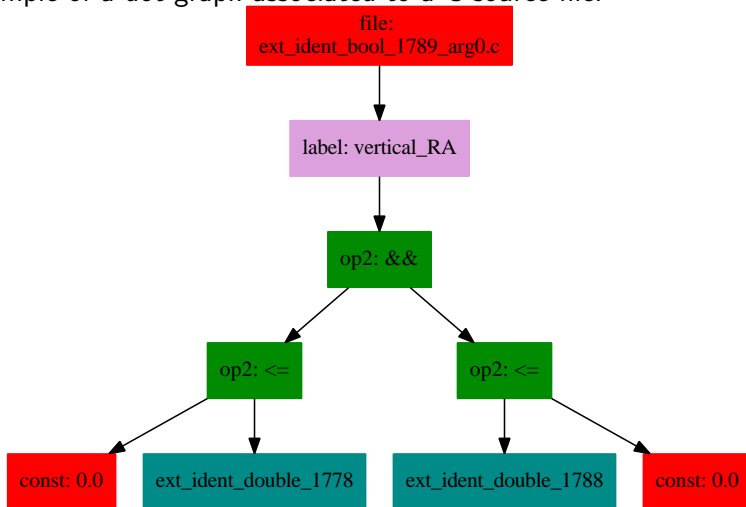 file:
ext_ident_bool_1789_arg0.c
label: vertical_RA
op2: &&
op2: <=
op2: <=
const: 0.0
ext_ident_double_1778
ext_ident_double_1788
const: 0.0